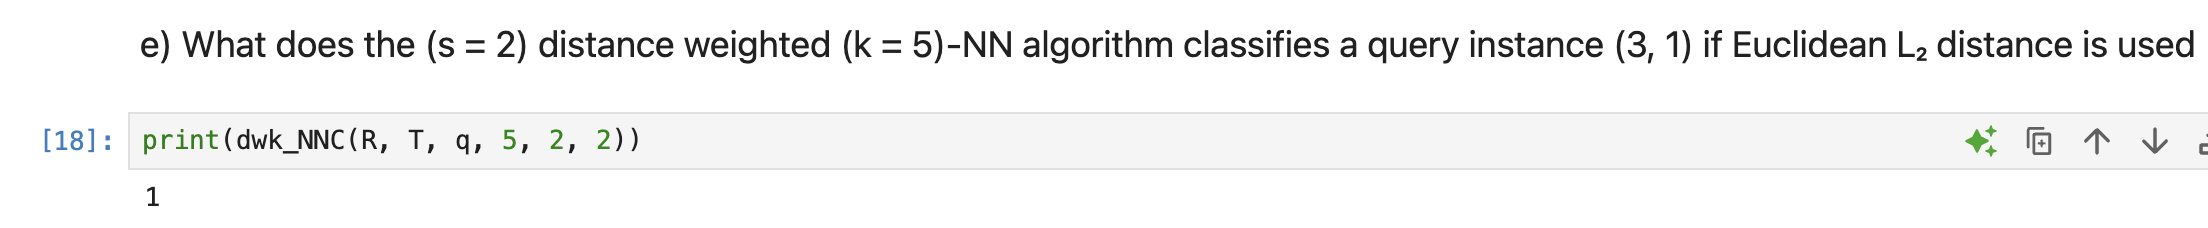 e) What does the (s = 2) distance weighted (k = 5)-NN algorithm classifies a query instance (3, 1) if Euclidean L₂ distance is used
[18]: print(dwk_NNC(R, T, q, 5, 2, 2))
1